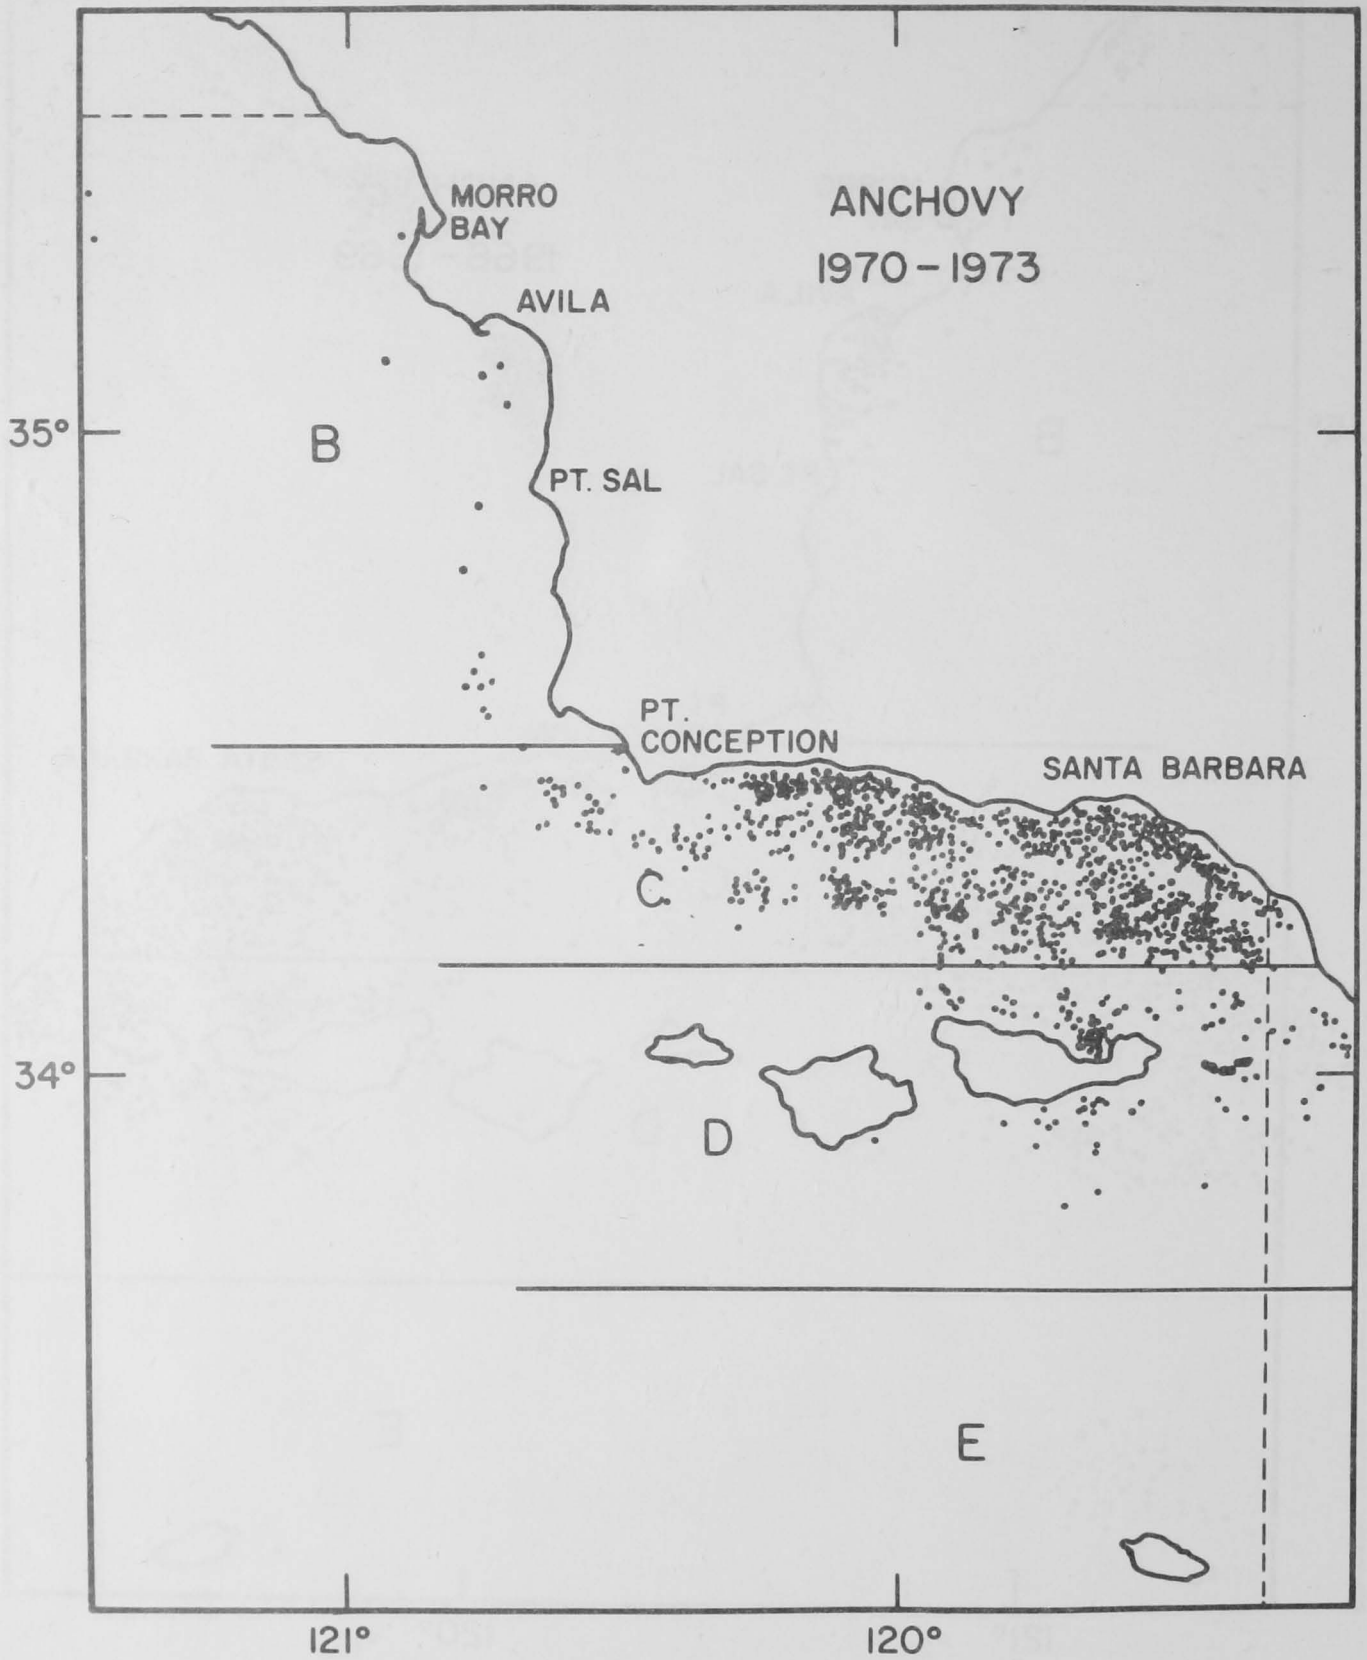 MORRO
BAY
ANCHOVY
1970-1973
AVILA
35°
B
PT. SAL
PT.
CONCEPTION
SANTA BARBARA
C
34°
D
E
121°
120°